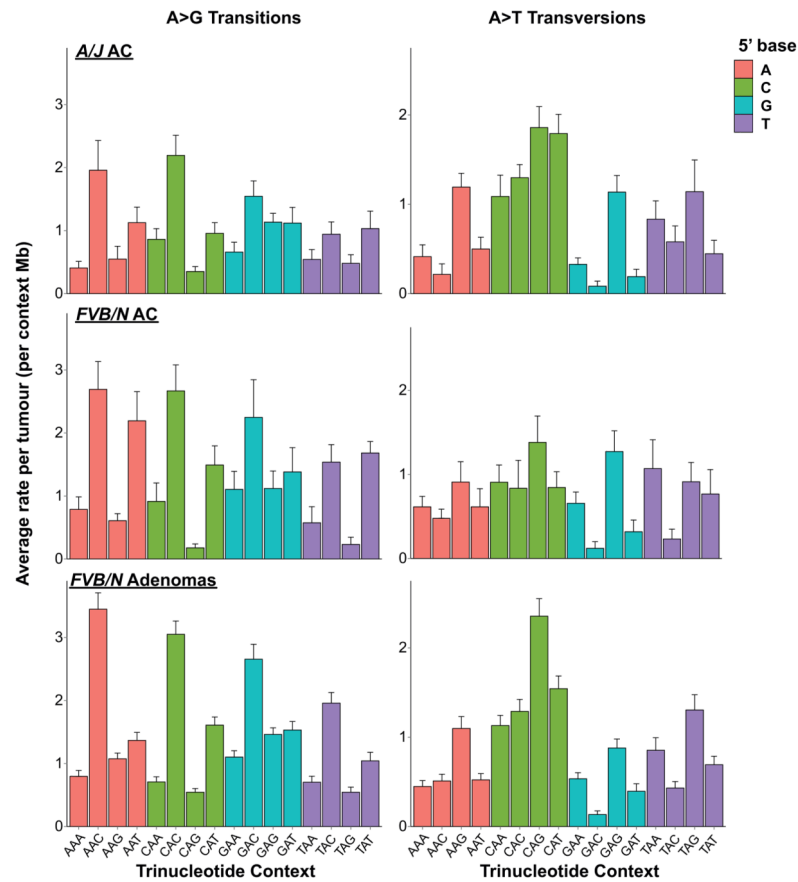 A>G Transitions
A>T Transversions
5' base
A
C
G
T
Average rate per tumour (per context Mb)
A/J AC
3
2
1
0
2
1
0
FVB/N AC
3
2
1
0
2
1
0
FVB/N Adenomas
3
2
1
0
2
1
0
AAA AAC AAG AAT CAA CAC CAG CAT GAA GAC GAG GAT TAA TAC TAG TAT
AAA AAC AAG AAT CAA CAC CAG CAT GAA GAC GAG GAT TAA TAC TAG TAT
Trinucleotide Context
Trinucleotide Context